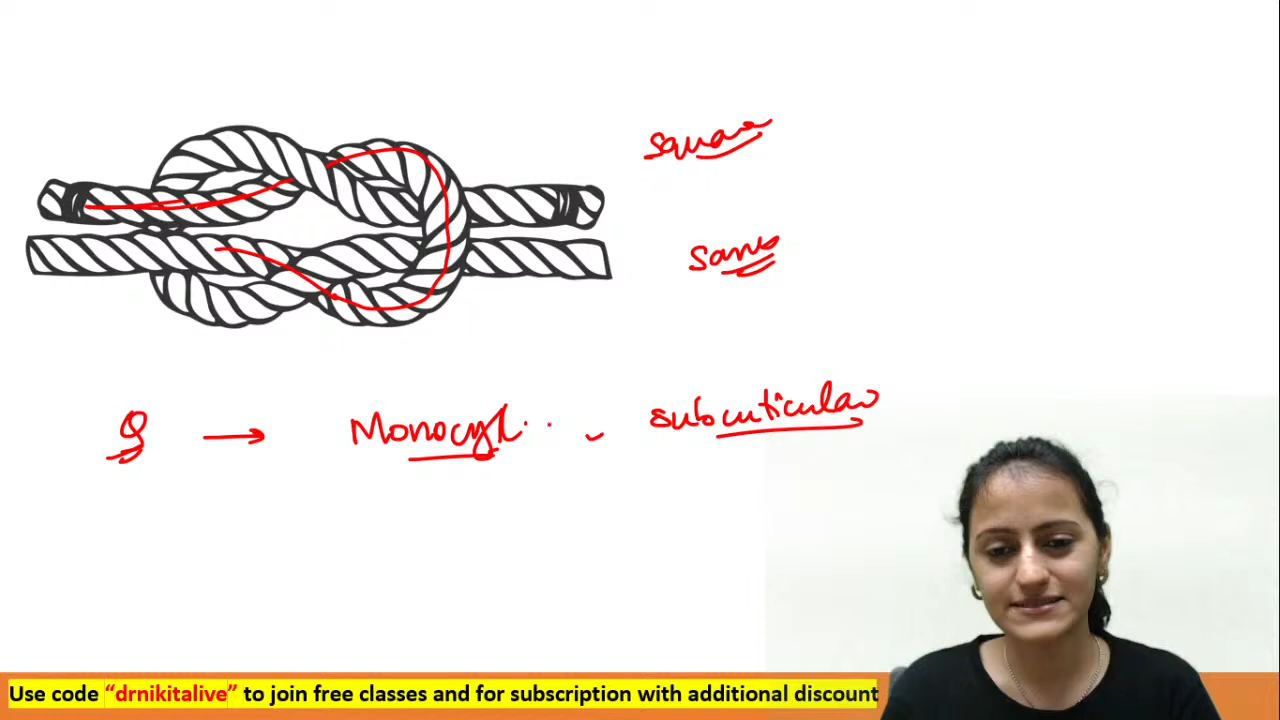 square
same
Q → Monocryl.. - subcuticular
Use code “drnikitalive” to join free classes and for subscription with additional discount